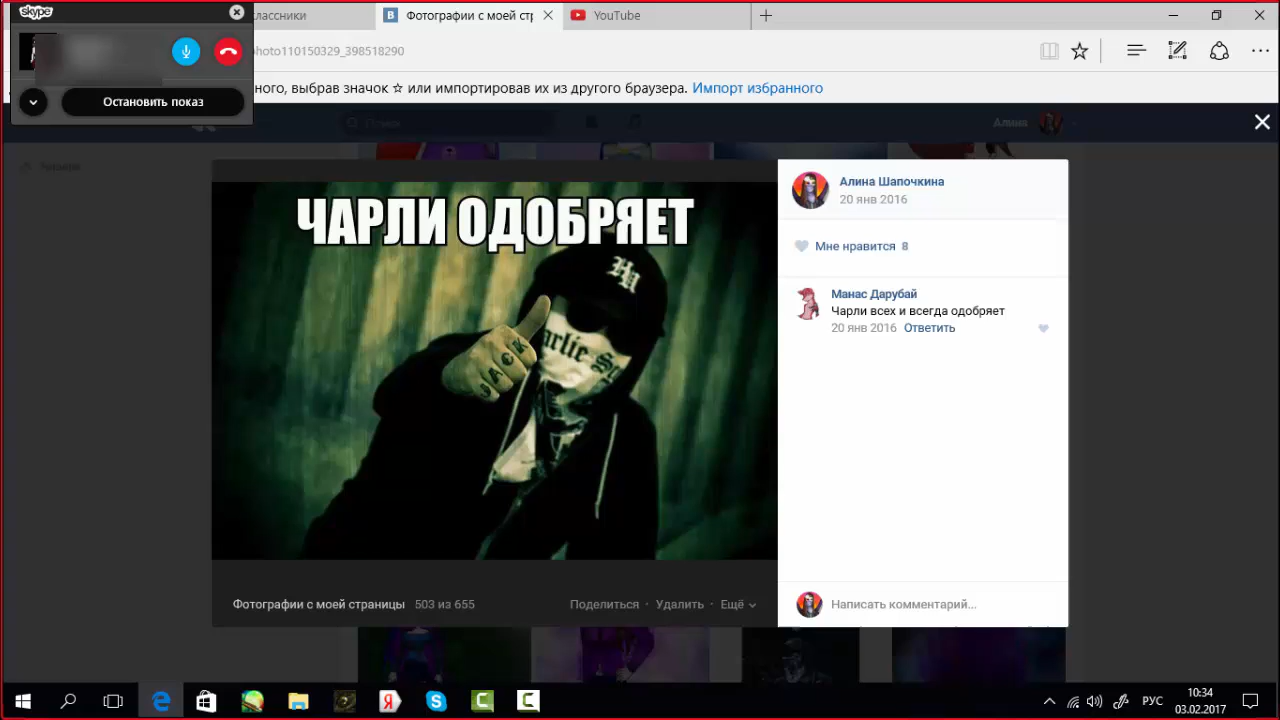 skype
Остановить показ
классники
Фотографии с моей стр
YouTube
hoto110150329_398518290
ного, выбрав значок ☆ или импортировав их из другого браузера. Импорт избранного
Поиск
Алина
ЧАРЛИ ОДОБРЯЕТ
JACK
Алина Шапочкина
20 янв 2016
Мне нравится 8
Манас Дарубай
Чарли всех и всегда одобряет
20 янв 2016 Ответить
Фотографии с моей страницы 503 из 655
Поделиться · Удалить · Ещё
Написать комментарий...
РУС
10:34
03.02.2017